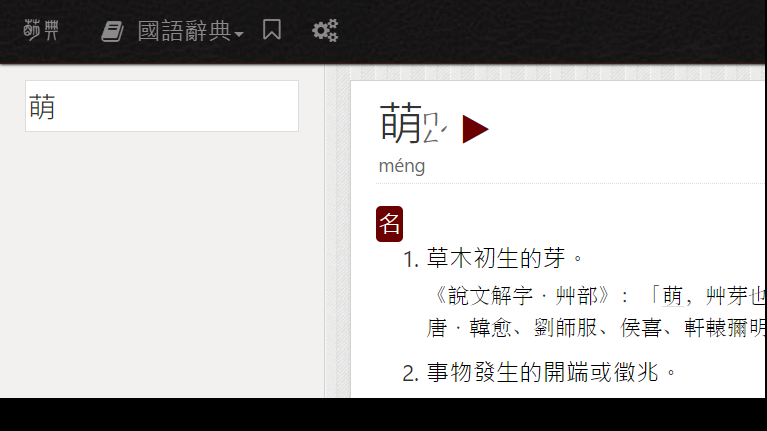 萌典 國語辭典
萌
萌ㄇㄥˊ
méng
名
1. 草木初生的芽。
《說文解字．艸部》：「萌，艸芽也
唐．韓愈、劉師服、侯喜、軒轅彌明
2. 事物發生的開端或徵兆。